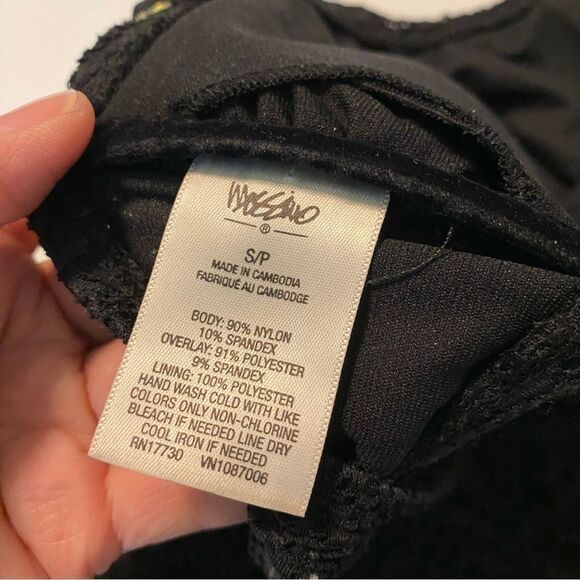 MOSSIMO
®
S/P
MADE IN CAMBODIA
FABRIQUÉ AU CAMBODGE
BODY: 90% NYLON
10% SPANDEX
OVERLAY: 91% POLYESTER
9% SPANDEX
LINING: 100% POLYESTER
HAND WASH COLD WITH LIKE
COLORS ONLY NON-CHLORINE
BLEACH IF NEEDED LINE DRY
COOL IRON IF NEEDED
RN17730 VN1087006